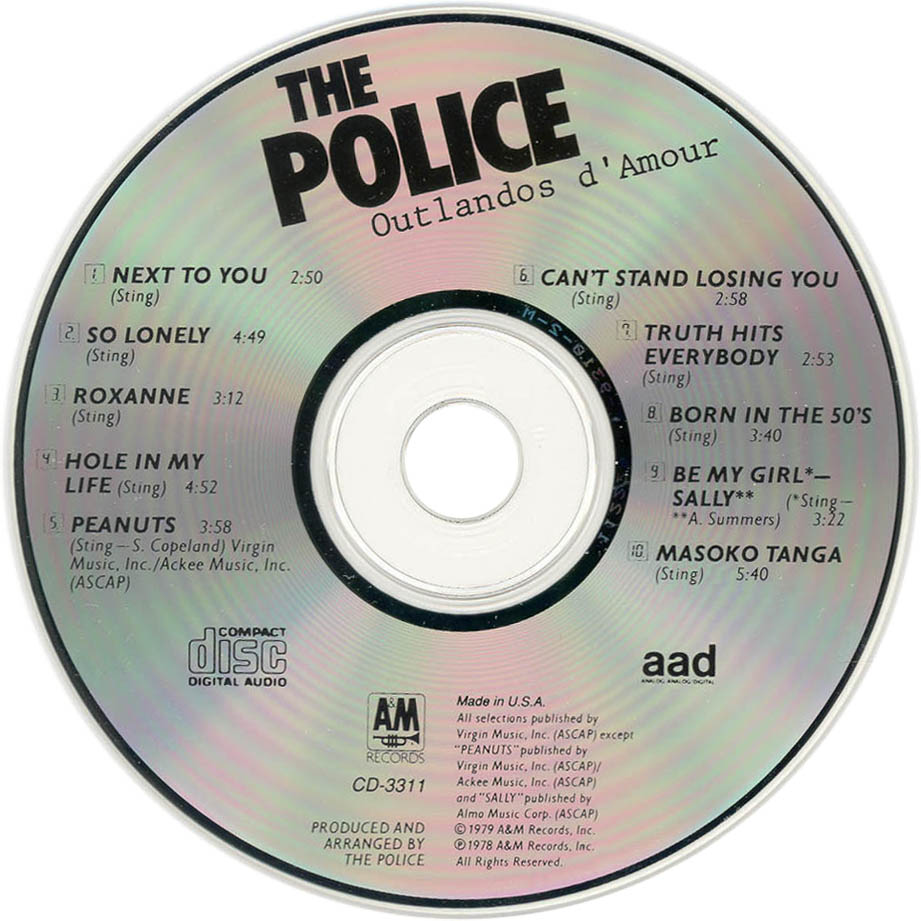 THE
POLICE
Outlandos d'Amour
1. NEXT TO YOU 2:50
(Sting)
2. SO LONELY 4:49
(Sting)
3. ROXANNE 3:12
(Sting)
4. HOLE IN MY
LIFE (Sting) 4:52
5. PEANUTS 3:58
(Sting—S. Copeland) Virgin
Music, Inc./Ackee Music, Inc.
(ASCAP)
6. CAN'T STAND LOSING YOU
(Sting) 2:58
7. TRUTH HITS
EVERYBODY 2:53
(Sting)
8. BORN IN THE 50'S
(Sting) 3:40
9. BE MY GIRL*—
SALLY** (*Sting—
**A. Summers) 3:22
10. MASOKO TANGA
(Sting) 5:40
COMPACT
disc
DIGITAL AUDIO
aad
ANALOG ANALOG DIGITAL
A&M
RECORDS
CD-3311
PRODUCED AND
ARRANGED BY
THE POLICE
Made in U.S.A.
All selections published by
Virgin Music, Inc. (ASCAP) except
"PEANUTS" published by
Virgin Music, Inc. (ASCAP)/
Ackee Music, Inc. (ASCAP)
and "SALLY" published by
Almo Music Corp. (ASCAP)
©1979 A&M Records, Inc.
℗1978 A&M Records, Inc.
All Rights Reserved.